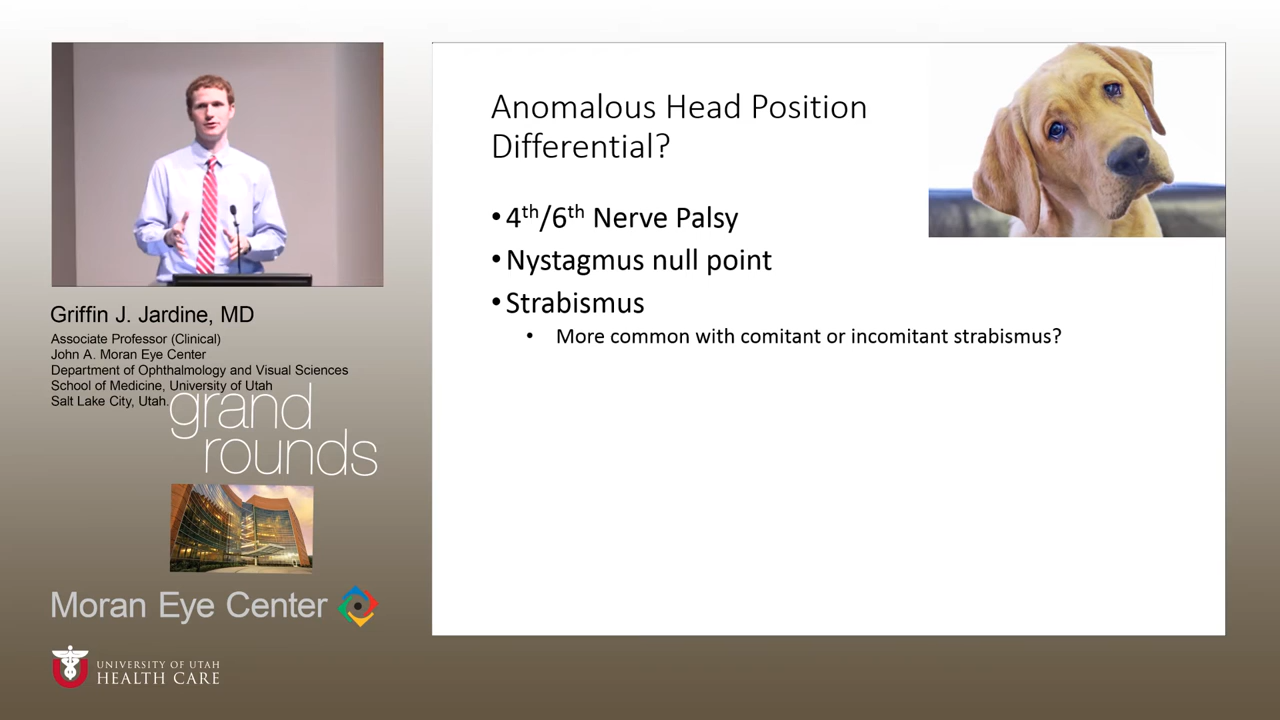 Anomalous Head Position
Differential?
• 4th/6th Nerve Palsy
• Nystagmus null point
• Strabismus
• More common with comitant or incomitant strabismus?
Griffin J. Jardine, MD
Associate Professor (Clinical)
John A. Moran Eye Center
Department of Ophthalmology and Visual Sciences
School of Medicine, University of Utah
Salt Lake City, Utah.
grand
rounds
Moran Eye Center
U
UNIVERSITY OF UTAH
HEALTH CARE